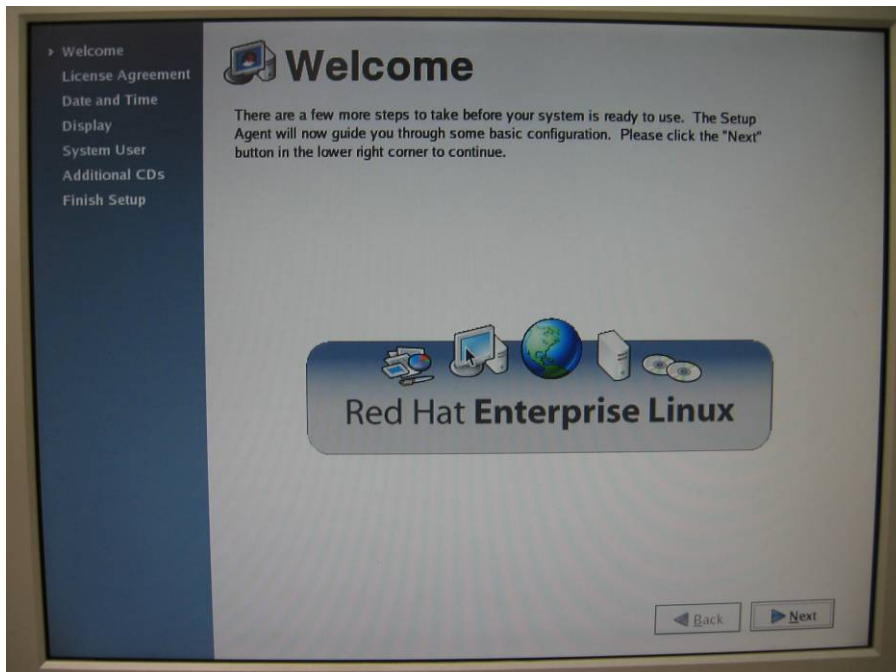 Welcome
License Agreement
Date and Time
Display
System User
Additional CDs
Finish Setup
Welcome
There are a few more steps to take before your system is ready to use. The Setup
Agent will now guide you through some basic configuration. Please click the "Next"
button in the lower right corner to continue.
Red Hat Enterprise Linux
Back
Next